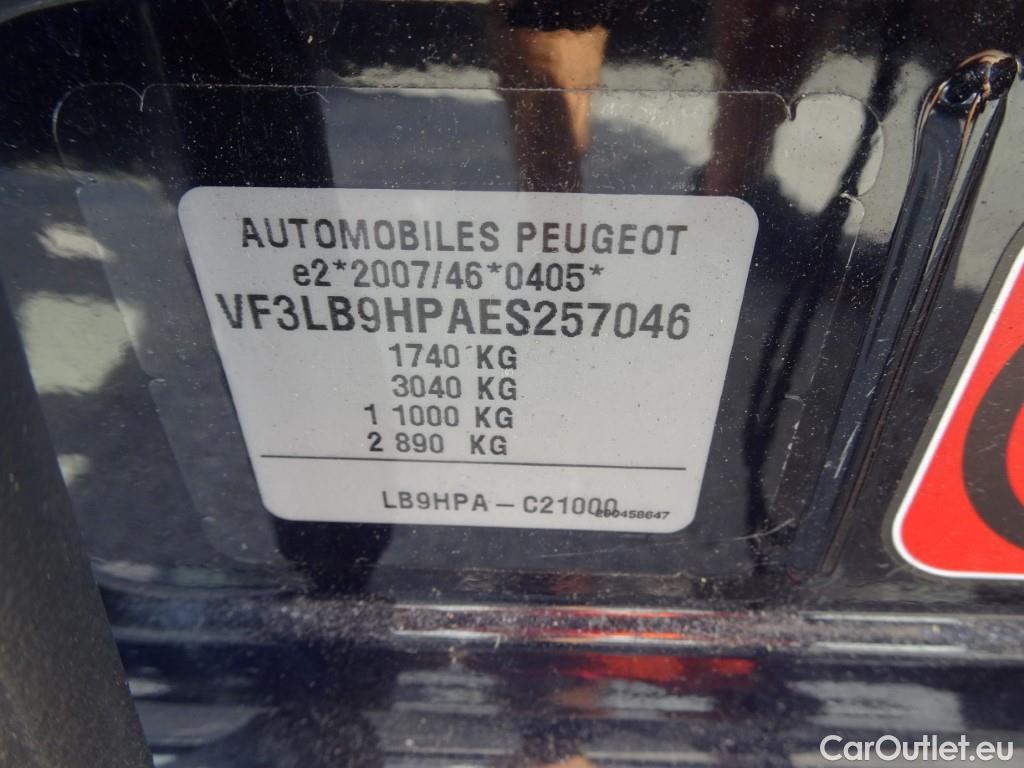 AUTOMOBILES PEUGEOT
e2*2007/46*0405*
VF3LB9HPAES257046
1740 KG
3040 KG
1 1000 KG
2 890 KG
LB9HPA – C21000
290458647
CarOutlet.eu